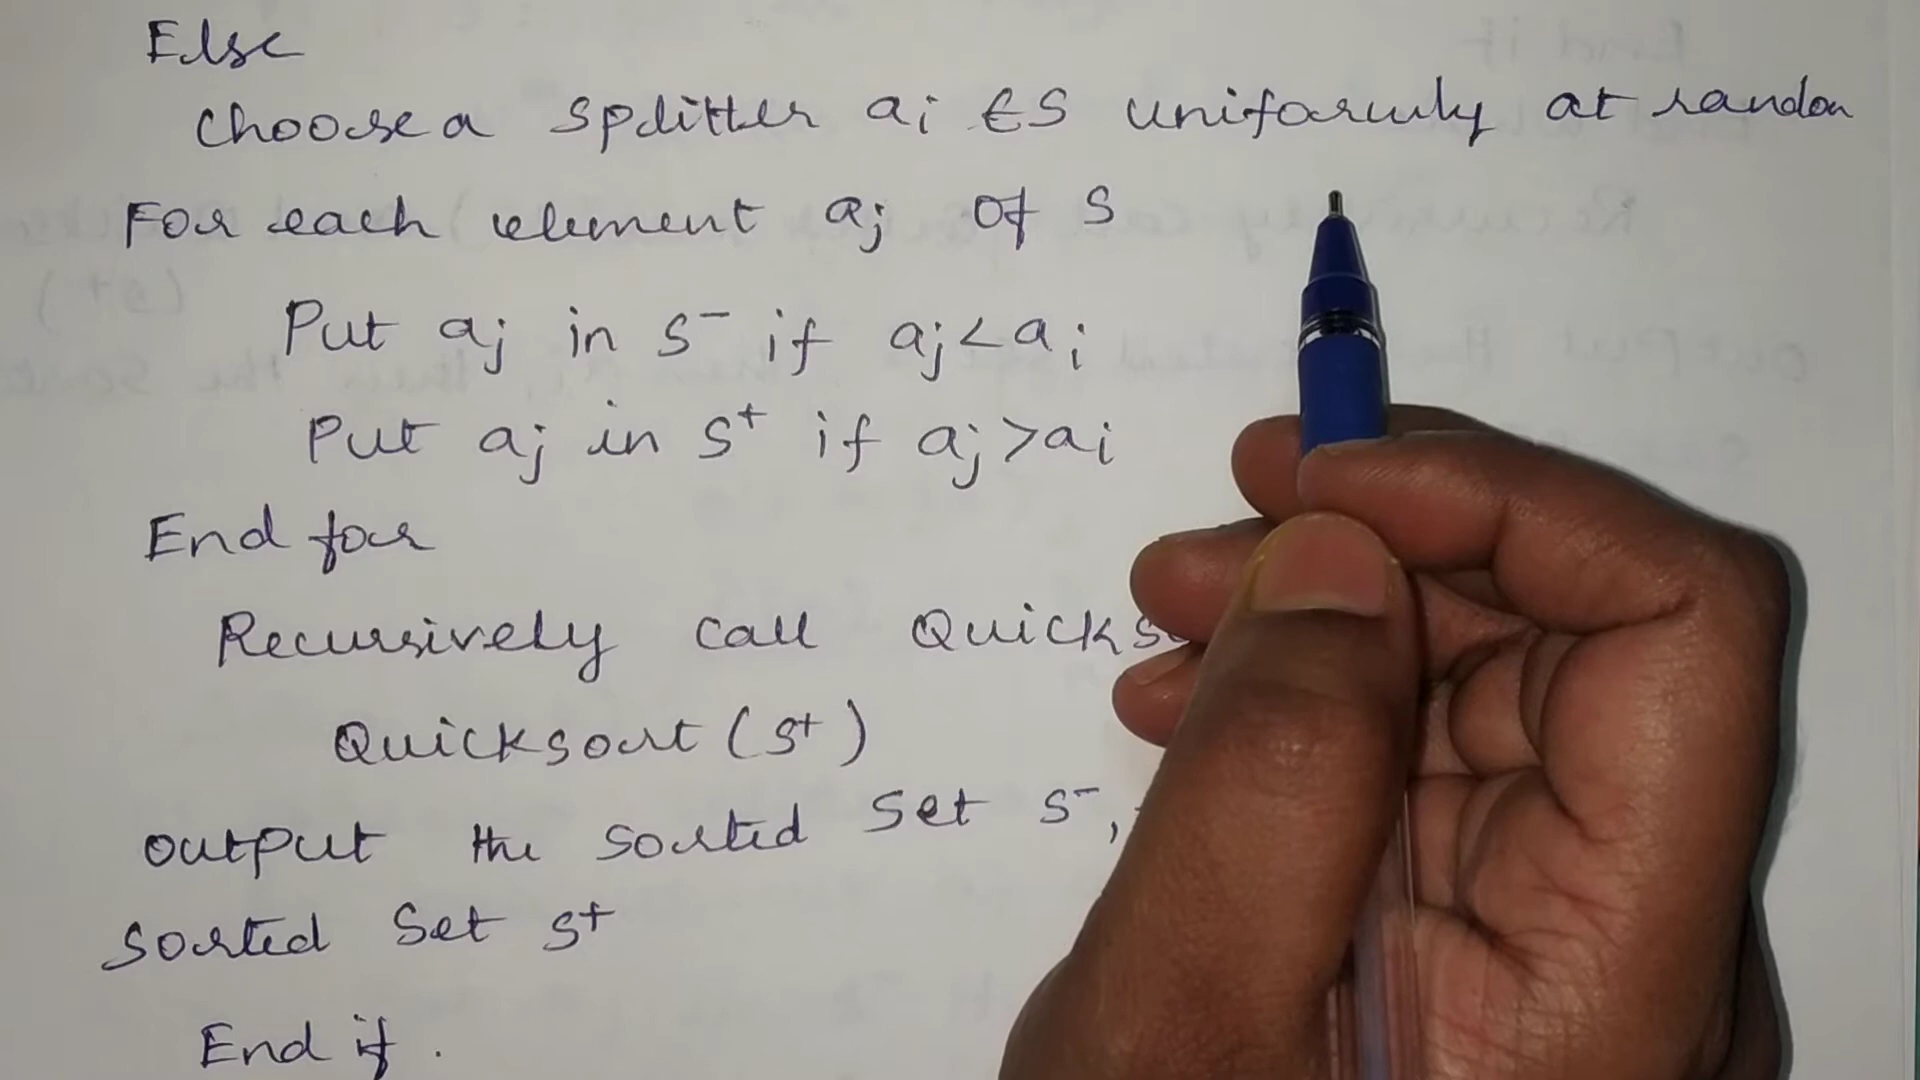 Else
Choose a splitter ai ∈ S uniformly at random
For each element aj of S
Put aj in S⁻ if aj < ai
Put aj in S⁺ if aj > ai
End for
Recursively call Quicks
Quicksort (S⁺)
output the sorted set S⁻,
sorted set S⁺
End if.